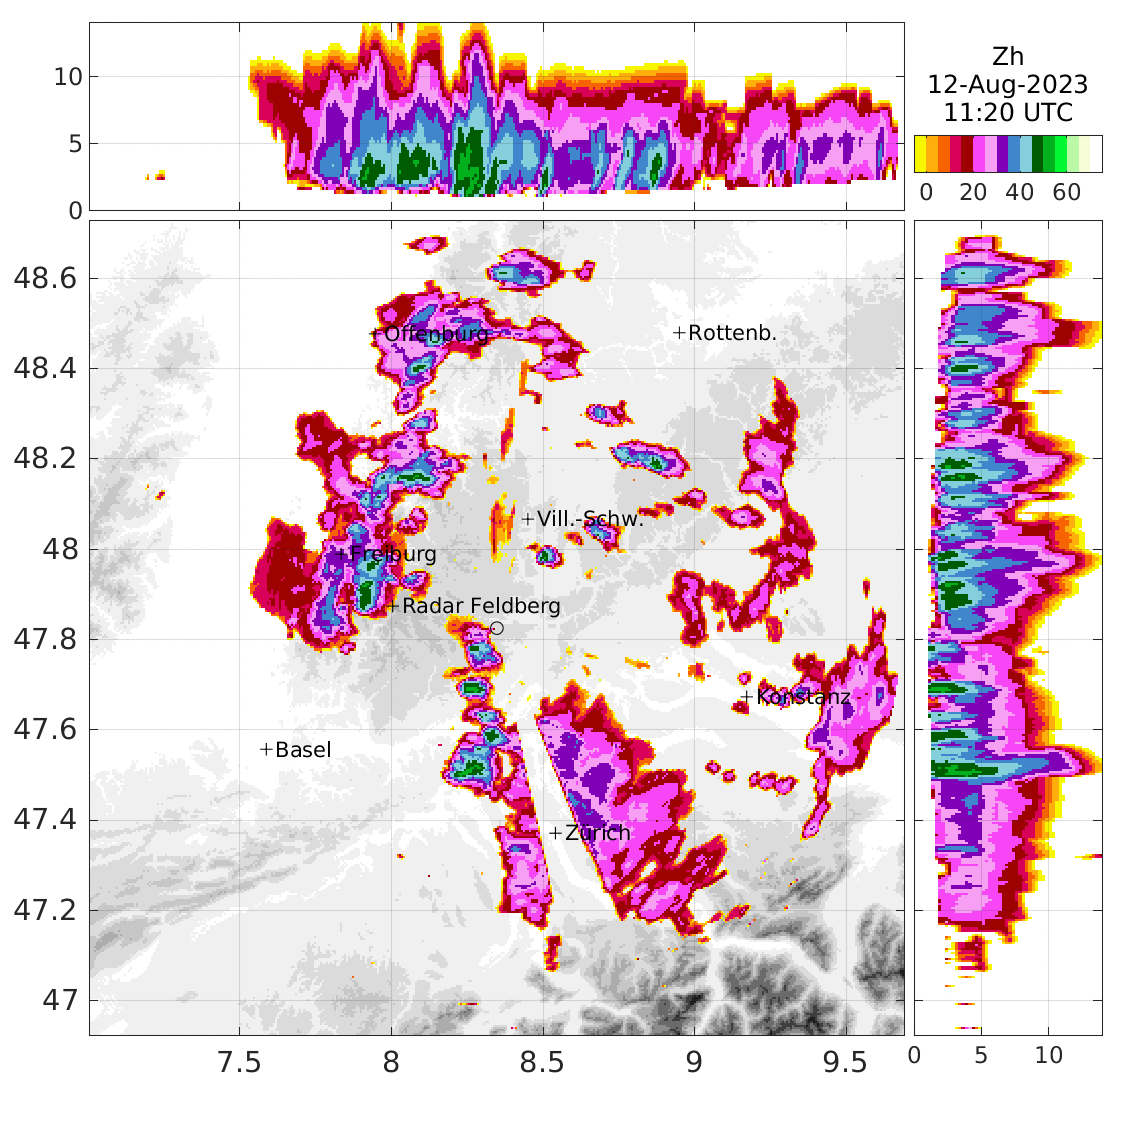 10
5
0
Zh
12-Aug-2023
11:20 UTC
0 20 40 60
48.6
48.4
48.2
48
47.8
47.6
47.4
47.2
47
Offenburg
Rottenb.
Vill.-Schw.
Freiburg
Radar Feldberg
Konstanz
Basel
Zürich
7.5 8 8.5 9 9.5
0 5 10